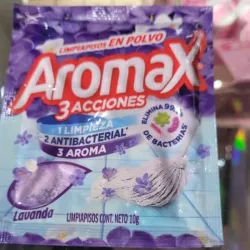 LIMPIAPISOS EN POLVO
AromaX
3 ACCIONES
1 LIMPIEZA
2 ANTIBACTERIAL*
3 AROMA
ELIMINA 99.
DE BACTERIAS*
Lavanda
LIMPIAPISOS CONT. NETO 10g